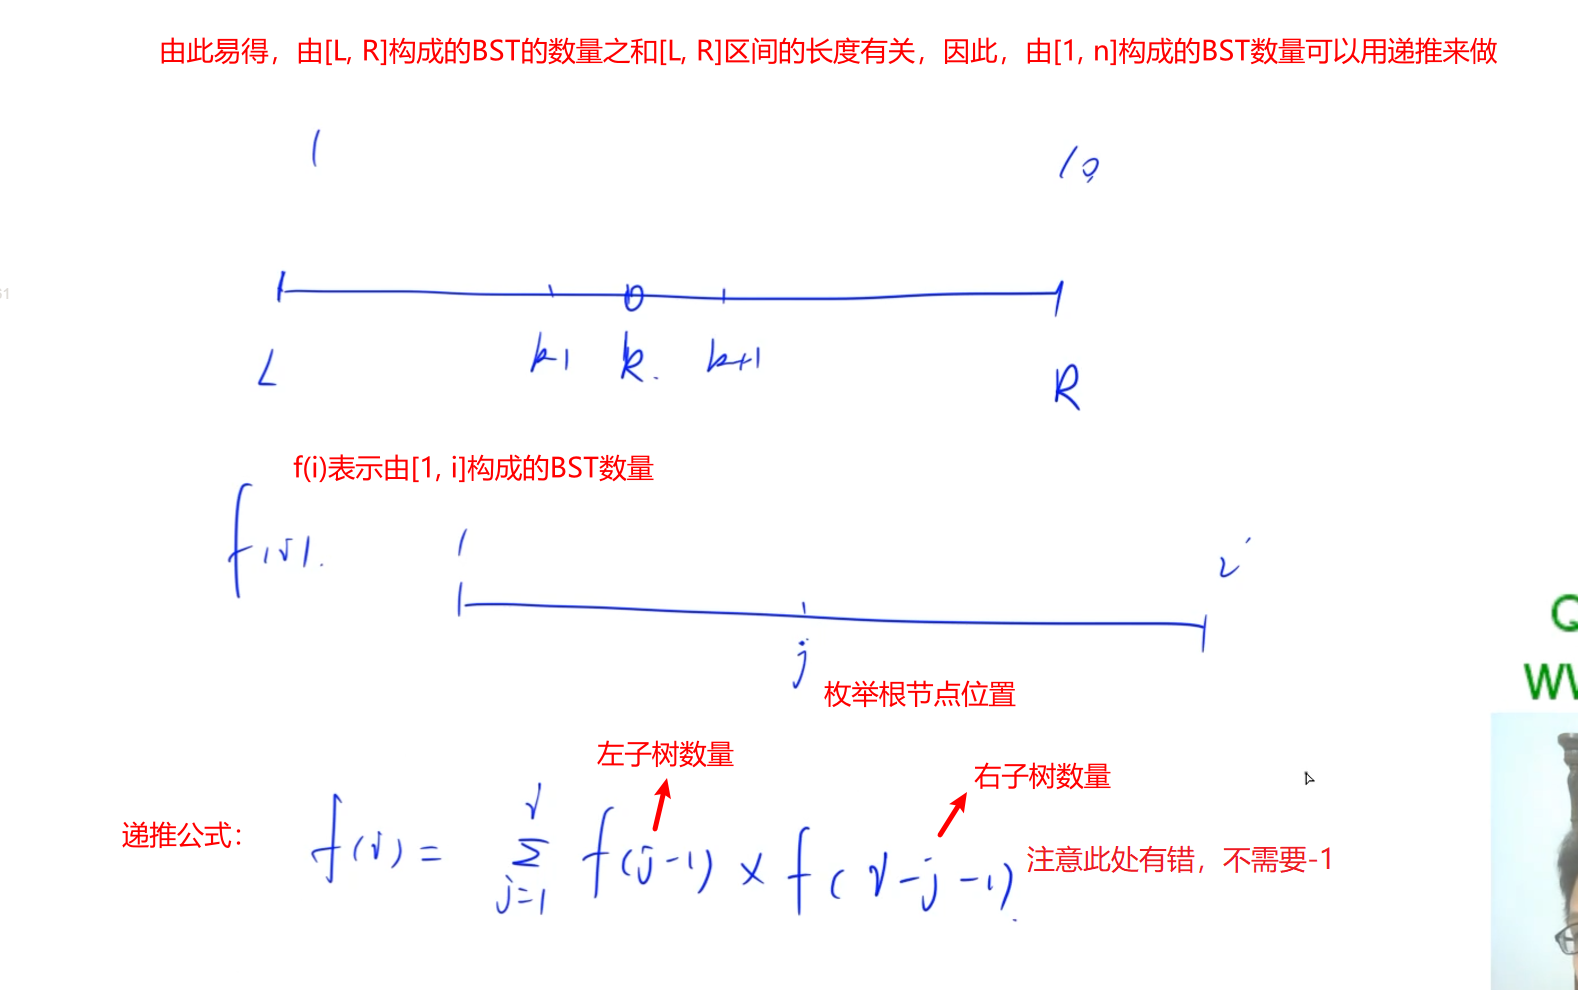 由此易得，由[L, R]构成的BST的数量之和[L, R]区间的长度有关，因此，由[1, n]构成的BST数量可以用递推来做
1 10
51
L k-1 k. k+1 R
f(i)表示由[1, i]构成的BST数量
f(i). 1 i
j
枚举根节点位置
左子树数量
右子树数量
递推公式：
f(i) = Σ i j=1 f(j-1) × f(i-j-1).
注意此处有错，不需要-1
Q